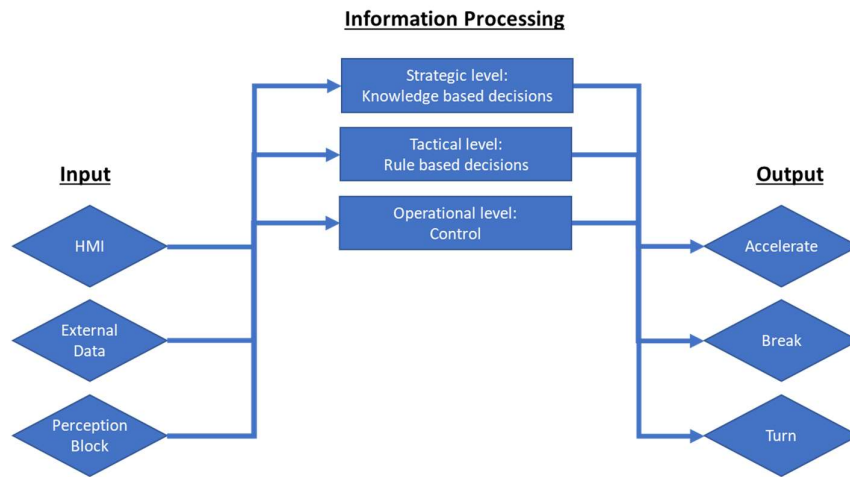 Information Processing
Strategic level:
Knowledge based decisions
Tactical level:
Rule based decisions
Operational level:
Control
Input
HMI
External
Data
Perception
Block
Output
Accelerate
Break
Turn